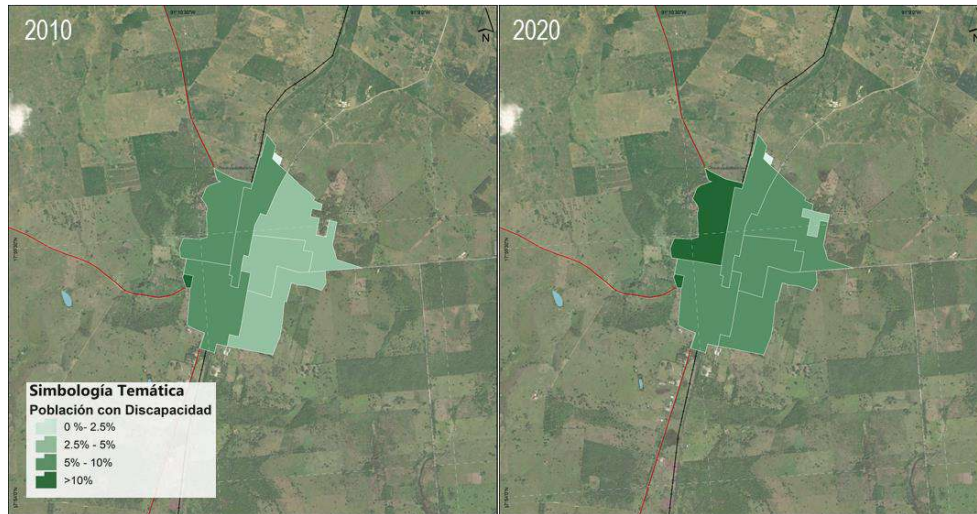 2010
N
Simbología Temática
Población con Discapacidad
0 %- 2.5%
2.5% - 5%
5% - 10%
>10%
2020
N